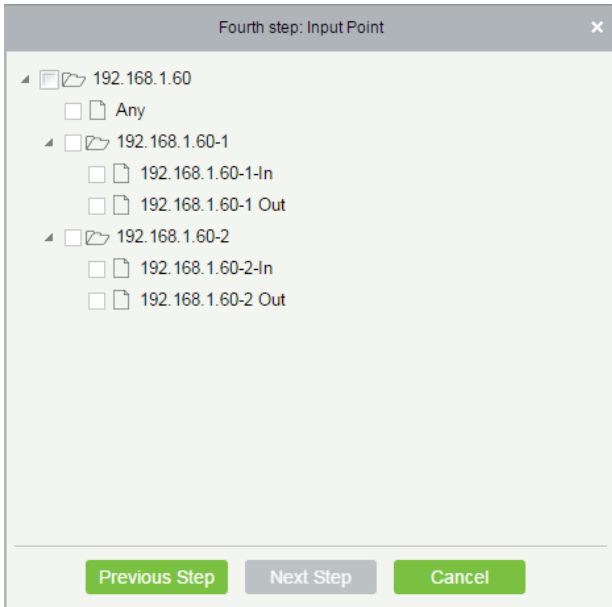 Fourth step: Input Point
192.168.1.60
Any
192.168.1.60-1
192.168.1.60-1-In
192.168.1.60-1 Out
192.168.1.60-2
192.168.1.60-2-In
192.168.1.60-2 Out
Previous Step Next Step Cancel